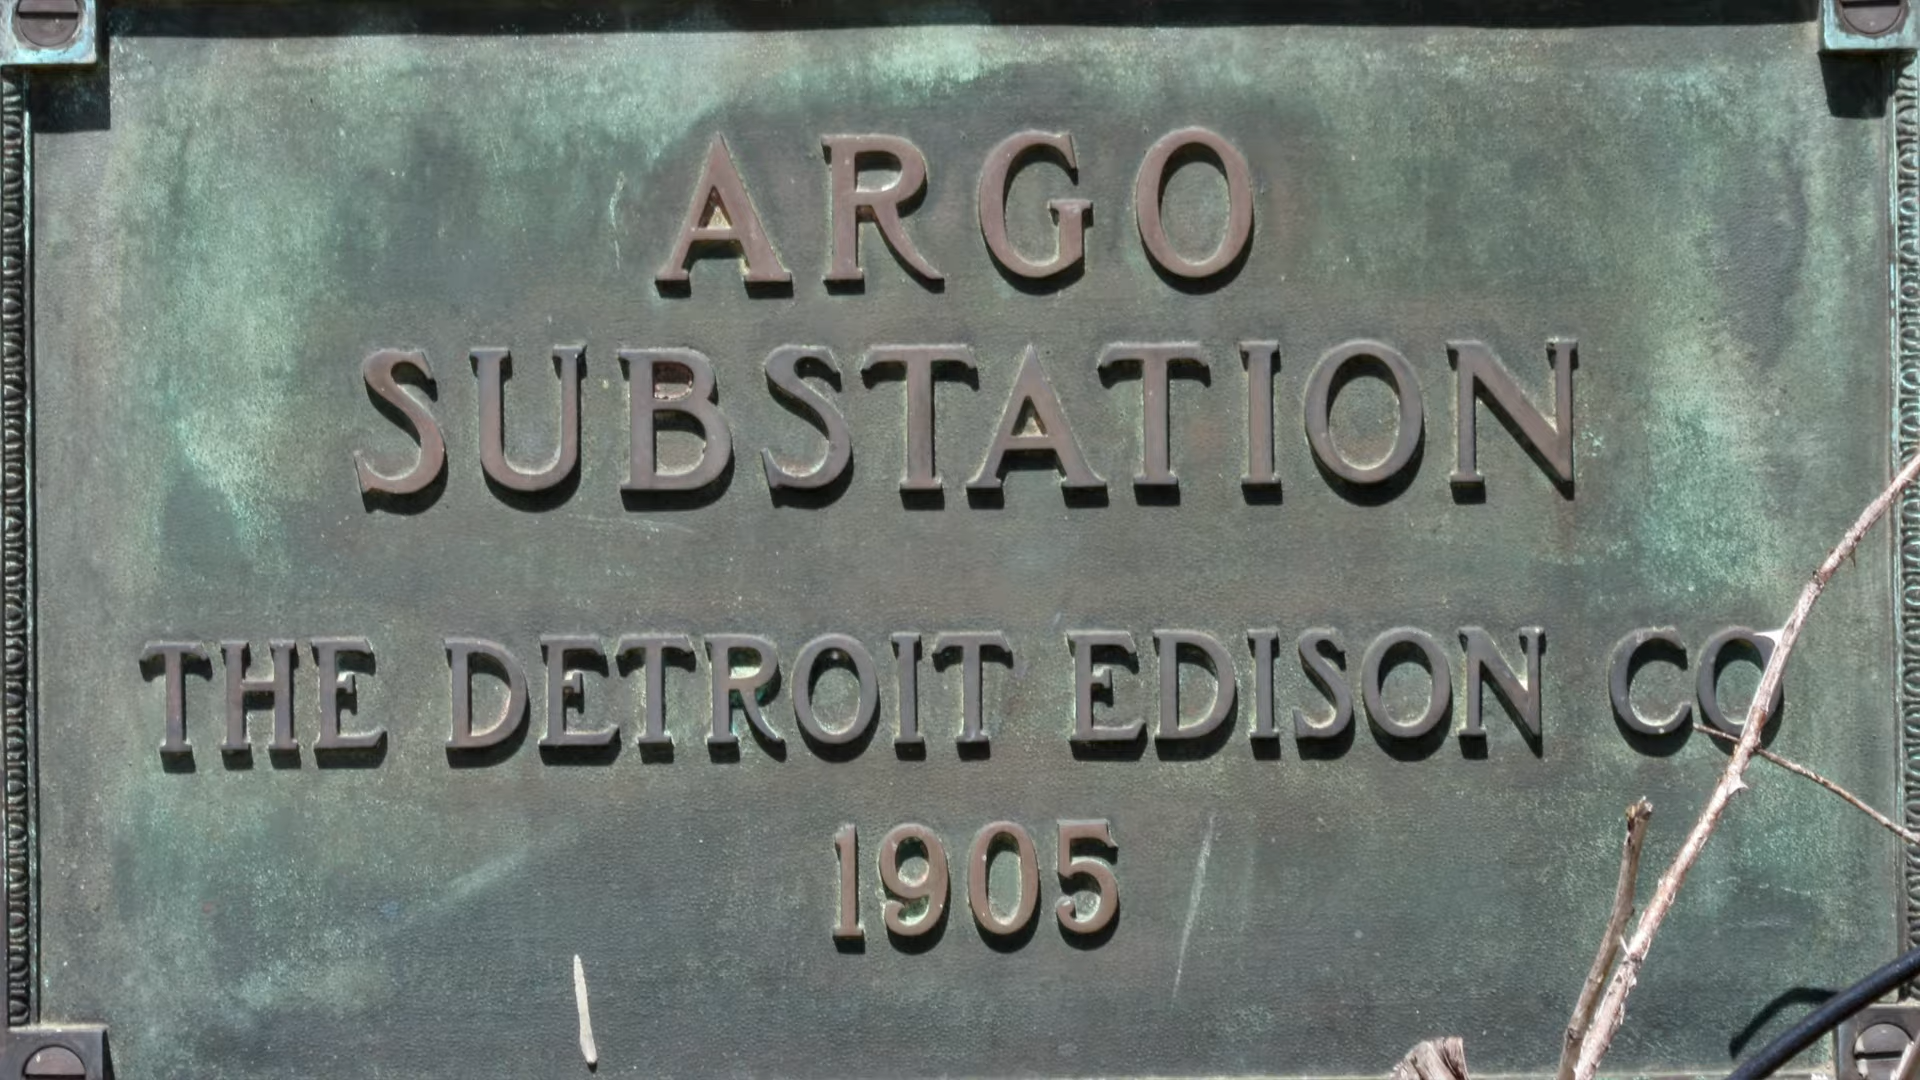 ARGO
SUBSTATION
THE DETROIT EDISON CO
1905